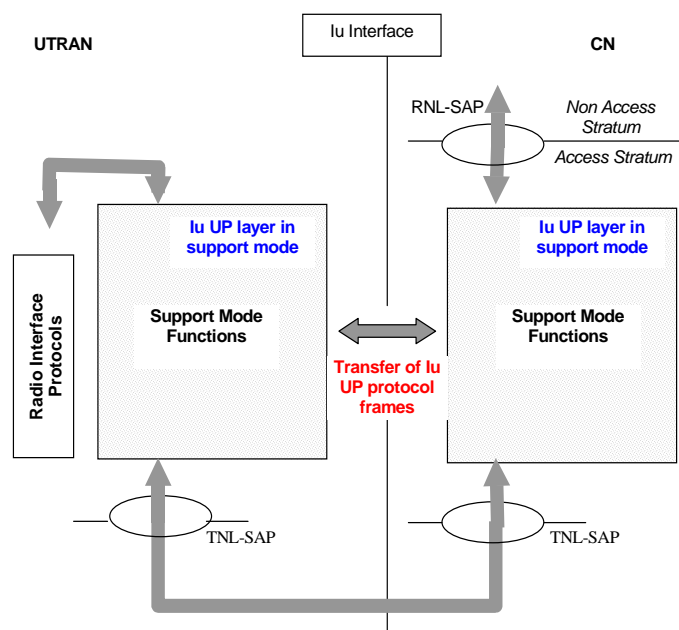 Iu Interface
UTRAN
CN
RNL-SAP
Non Access
Stratum
Access Stratum
Iu UP layer in
support mode
Support Mode
Functions
Radio Interface
Protocols
Transfer of Iu
UP protocol
frames
Iu UP layer in
support mode
Support Mode
Functions
TNL-SAP
TNL-SAP